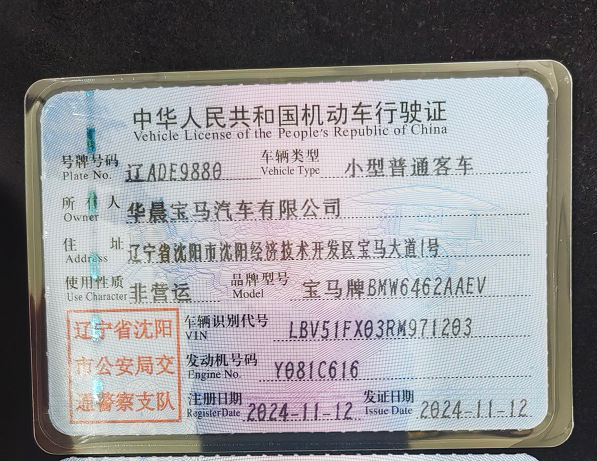 中华人民共和国机动车行驶证
Vehicle License of the People's Republic of China
号牌号码 辽ADE9880 车辆类型 小型普通客车
Plate No. Vehicle Type
所有人 华晨宝马汽车有限公司
Owner
住址 辽宁省沈阳市沈阳经济技术开发区宝马大道1号
Address
使用性质 非营运 品牌型号 宝马牌BMW6462AAEV
Use Character Model
辽宁省沈阳
市公安局交
通警察支队
车辆识别代号 LBV51FX03RM971203
VIN
发动机号码 Y081C616
Engine No.
注册日期 2024-11-12 发证日期 2024-11-12
Register Date Issue Date